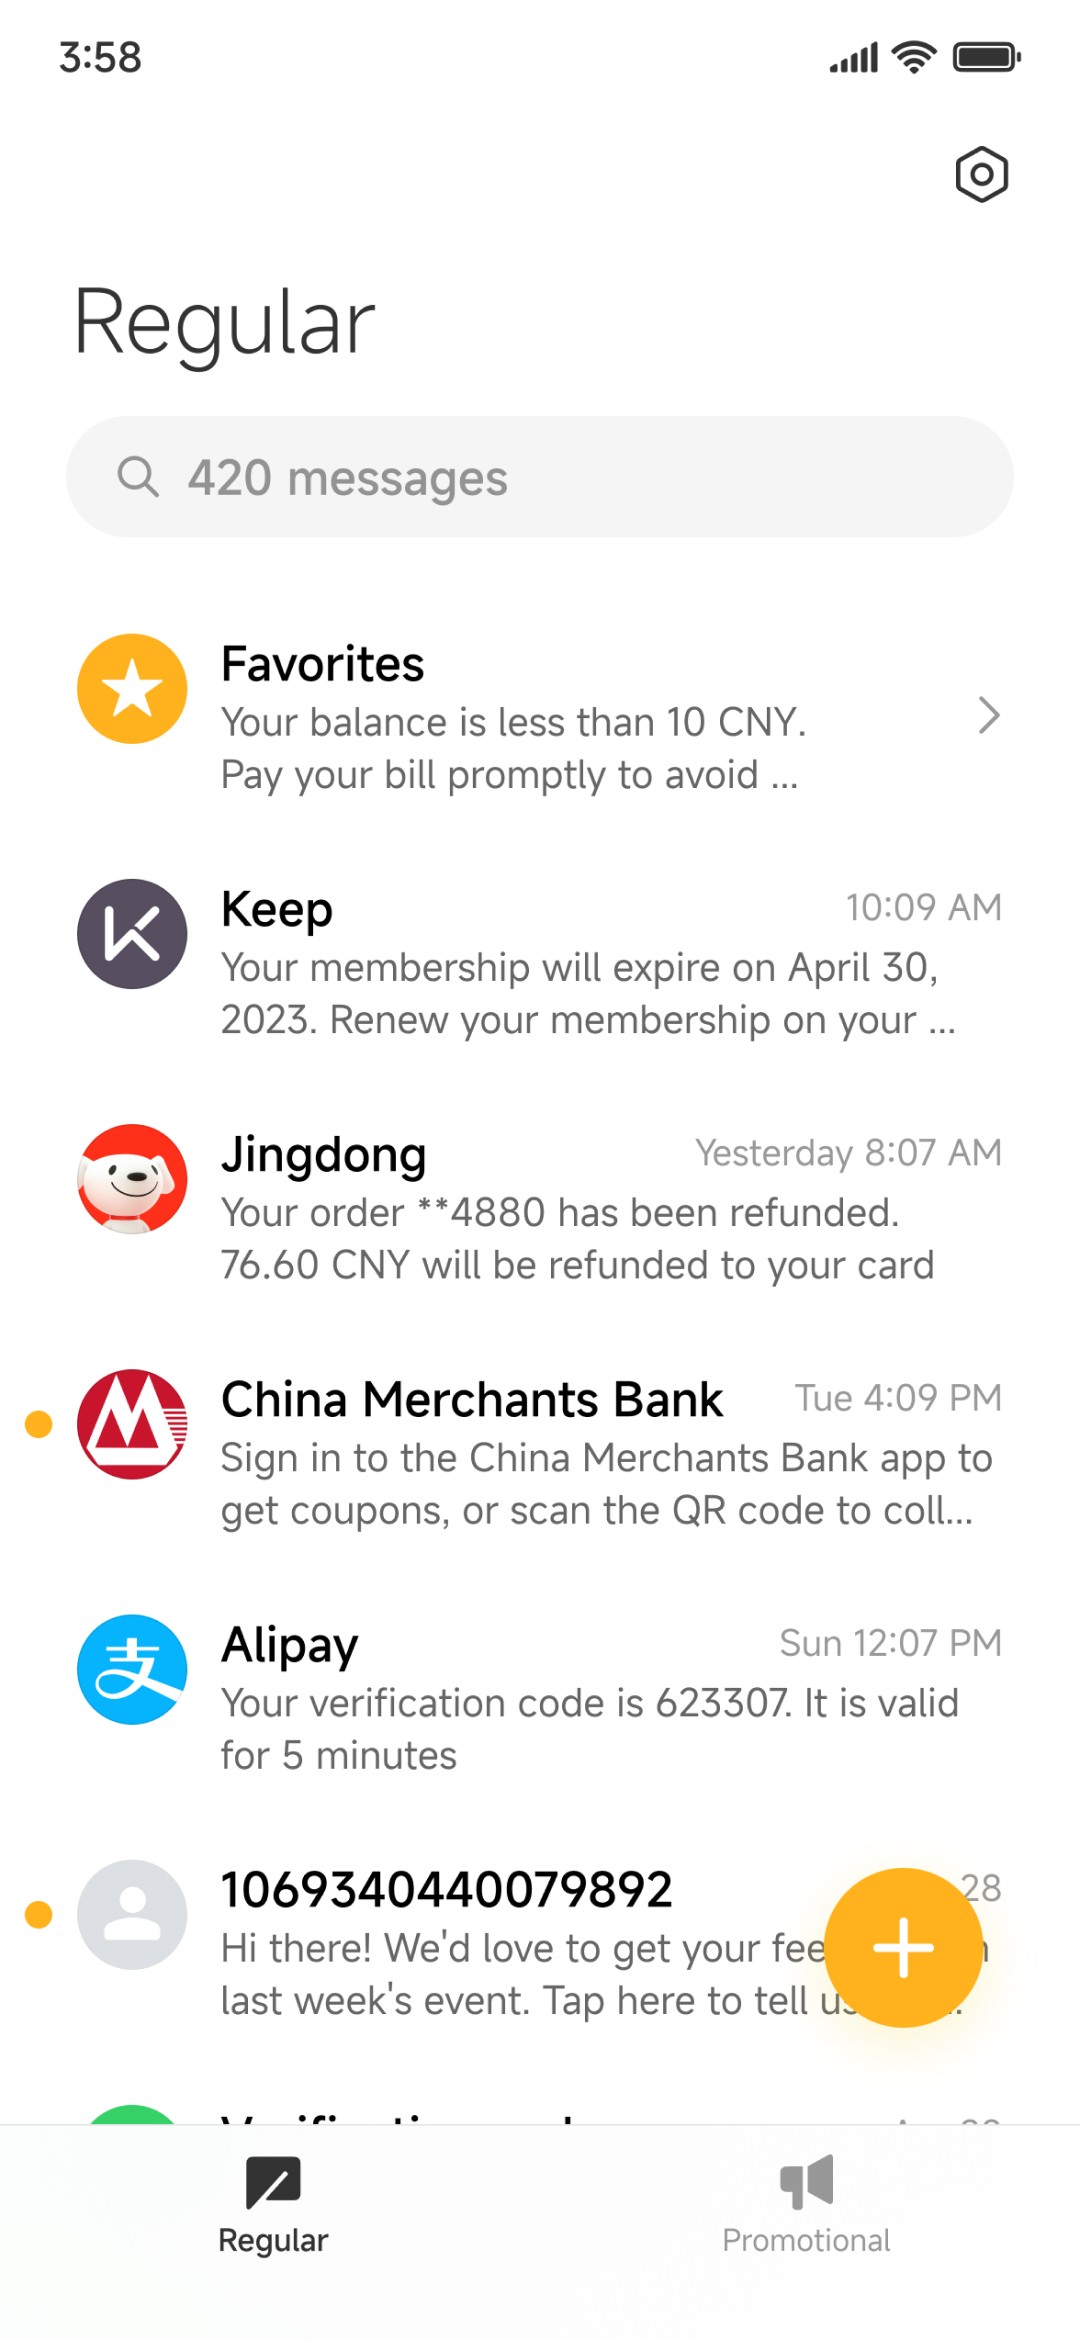 3:58
Regular
420 messages
Favorites
Your balance is less than 10 CNY.
Pay your bill promptly to avoid ...
Keep
10:09 AM
Your membership will expire on April 30,
2023. Renew your membership on your ...
Jingdong
Yesterday 8:07 AM
Your order **4880 has been refunded.
76.60 CNY will be refunded to your card
China Merchants Bank
Tue 4:09 PM
Sign in to the China Merchants Bank app to
get coupons, or scan the QR code to coll...
支
Alipay
Sun 12:07 PM
Your verification code is 623307. It is valid
for 5 minutes
1069340440079892
28
Hi there! We'd love to get your
last week's event. Tap here to tell
Regular
Promotional